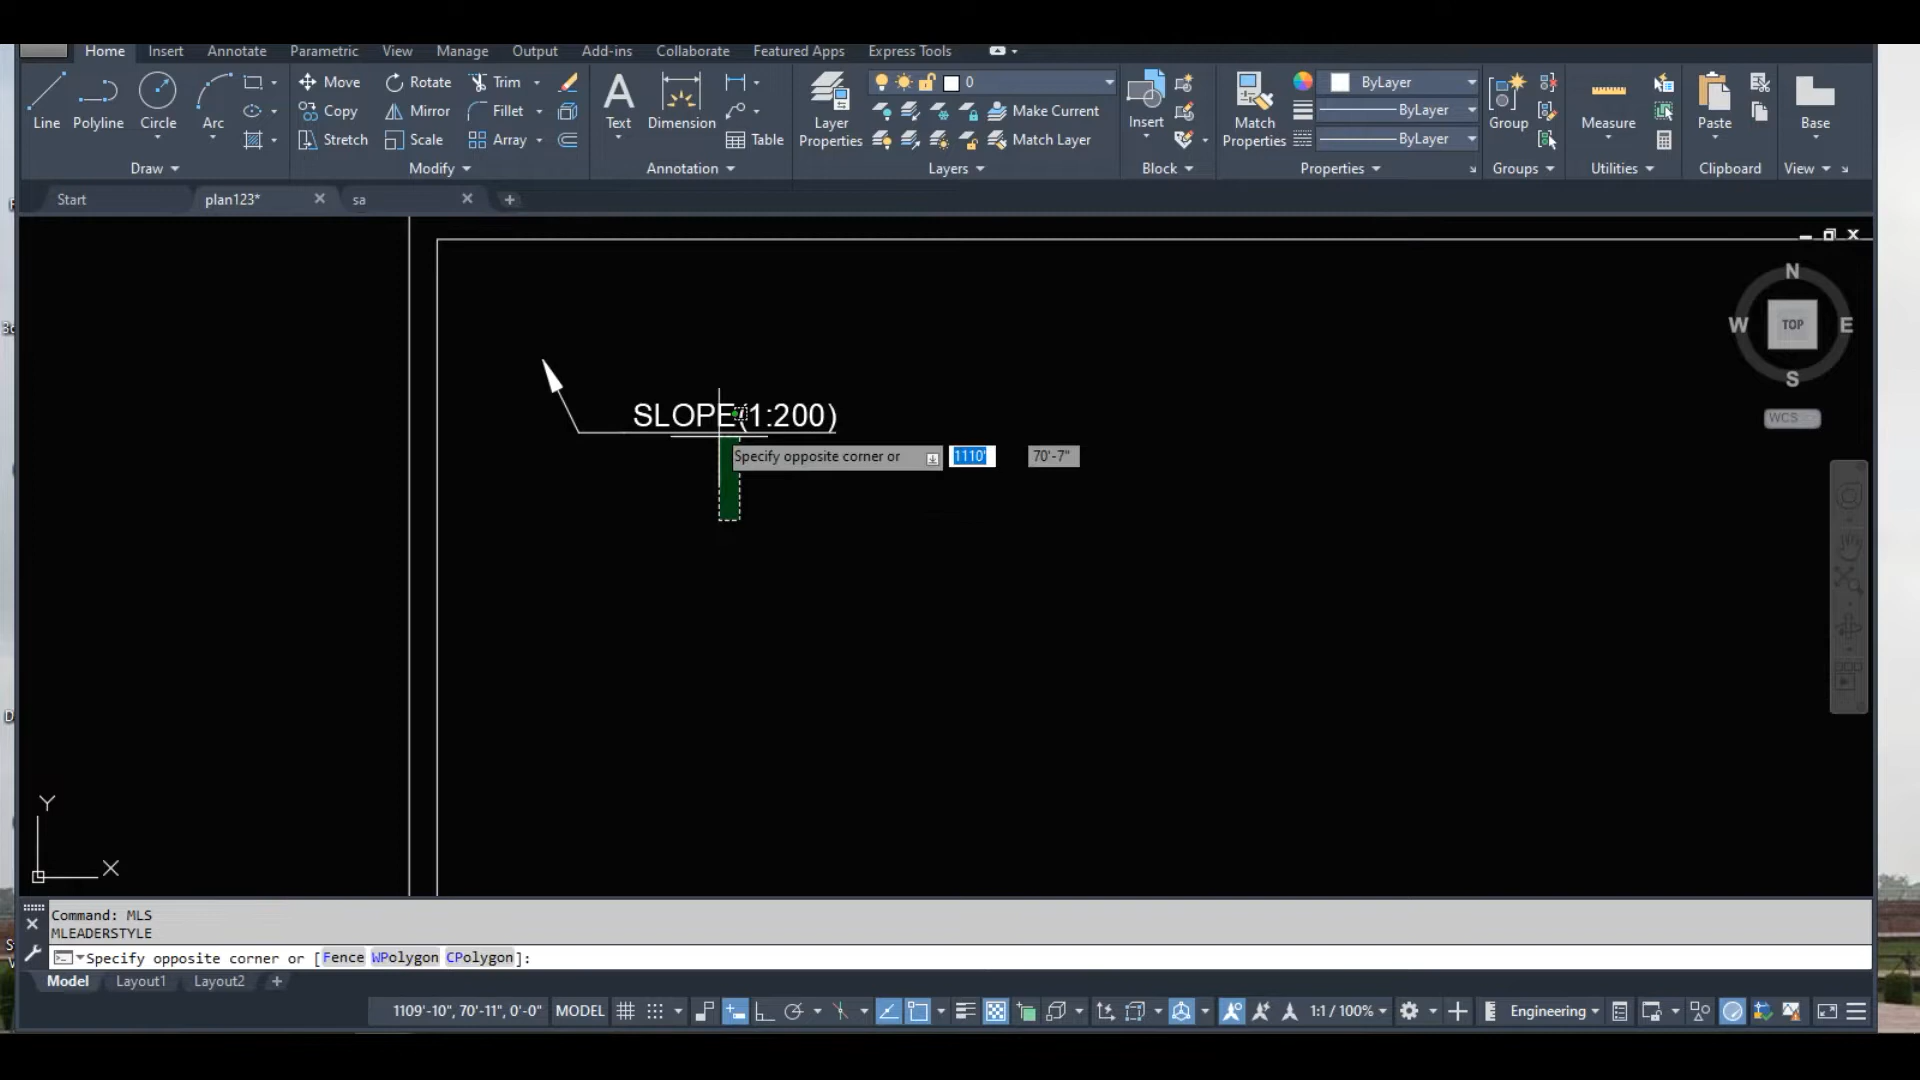 Home Insert Annotate Parametric View Manage Output Add-ins Collaborate Featured Apps Express Tools
Line Polyline Circle Arc
Move Rotate Trim
Copy Mirror Fillet
Stretch Scale Array
Text Dimension Table
Layer Properties
0
Make Current
Match Layer
Insert
Match Properties
ByLayer
ByLayer
ByLayer
Group
Measure
Paste
Base
Draw Modify Annotation Layers Block Properties Groups Utilities Clipboard View
Start plan123* sa
N
W TOP E
S
WCS
SLOPE(1:200)
Specify opposite corner or 1110' 70'-7"
Y
X
Command: MLS
MLEADERSTYLE
Specify opposite corner or [Fence WPolygon CPolygon]:
Model Layout1 Layout2
1109'-10", 70'-11", 0'-0" MODEL 1:1 / 100% Engineering